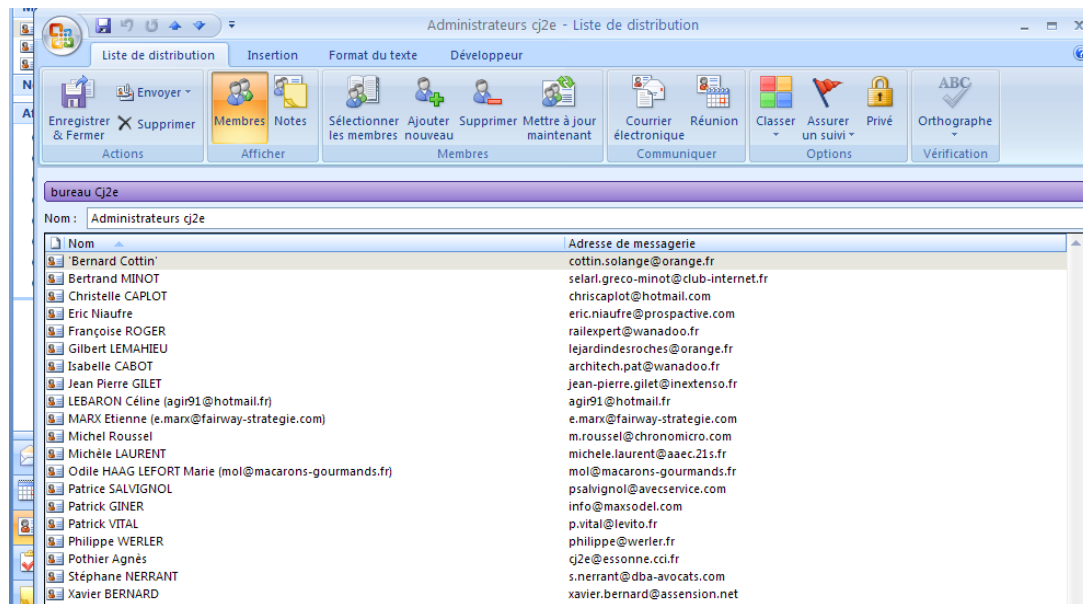 Administrateurs cj2e - Liste de distribution
Liste de distribution Insertion Format du texte Développeur
Enregistrer & Fermer
Envoyer
Supprimer
Membres Notes
Sélectionner les membres
Ajouter nouveau
Supprimer
Mettre à jour maintenant
Courrier électronique
Réunion
Classer
Assurer un suivi
Privé
ABC
Orthographe
Actions Afficher Membres Communiquer Options Vérification
bureau Cj2e
Nom : Administrateurs cj2e
Nom Adresse de messagerie
'Bernard Cottin' cottin.solange@orange.fr
Bertrand MINOT selarl.greco-minot@club-internet.fr
Christelle CAPLOT chriscaplot@hotmail.com
Eric Niaufre eric.niaufre@prospactive.com
Françoise ROGER railexpert@wanadoo.fr
Gilbert LEMAHIEU lejardindesroches@orange.fr
Isabelle CABOT architech.pat@wanadoo.fr
Jean Pierre GILET jean-pierre.gilet@inextenso.fr
LEBARON Céline (agir91@hotmail.fr) agir91@hotmail.fr
MARX Etienne (e.marx@fairway-strategie.com) e.marx@fairway-strategie.com
Michel Roussel m.roussel@chronomicro.com
Michèle LAURENT michele.laurent@aaec.21s.fr
Odile HAAG LEFORT Marie (mol@macarons-gourmands.fr) mol@macarons-gourmands.fr
Patrice SALVIGNOL psalvignol@avecservice.com
Patrick GINER info@maxsodel.com
Patrick VITAL p.vital@levito.fr
Philippe WERLER philippe@werler.fr
Pothier Agnès cj2e@essonne.cci.fr
Stéphane NERRANT s.nerrant@dba-avocats.com
Xavier BERNARD xavier.bernard@assension.net